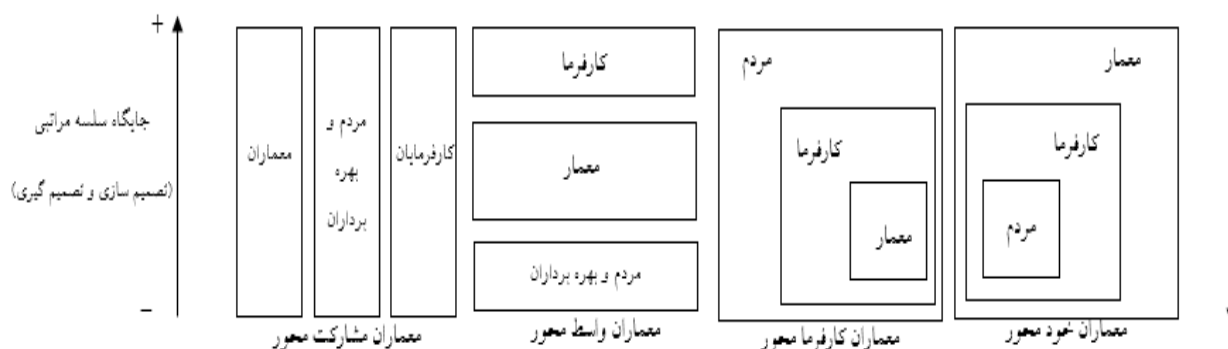 +
جایگاه سلسه مراتبی
(تصمیم سازی و تصمیم گیری)
−
معمار
کارفرما
مردم
معماران خود محور
مردم
کارفرما
معمار
معماران کارفرما محور
کارفرما
معمار
مردم و بهره برداران
معماران واسط محور
کارفرمایان
مردم و
بهره
برداران
معماران
معماران مشارکت محور